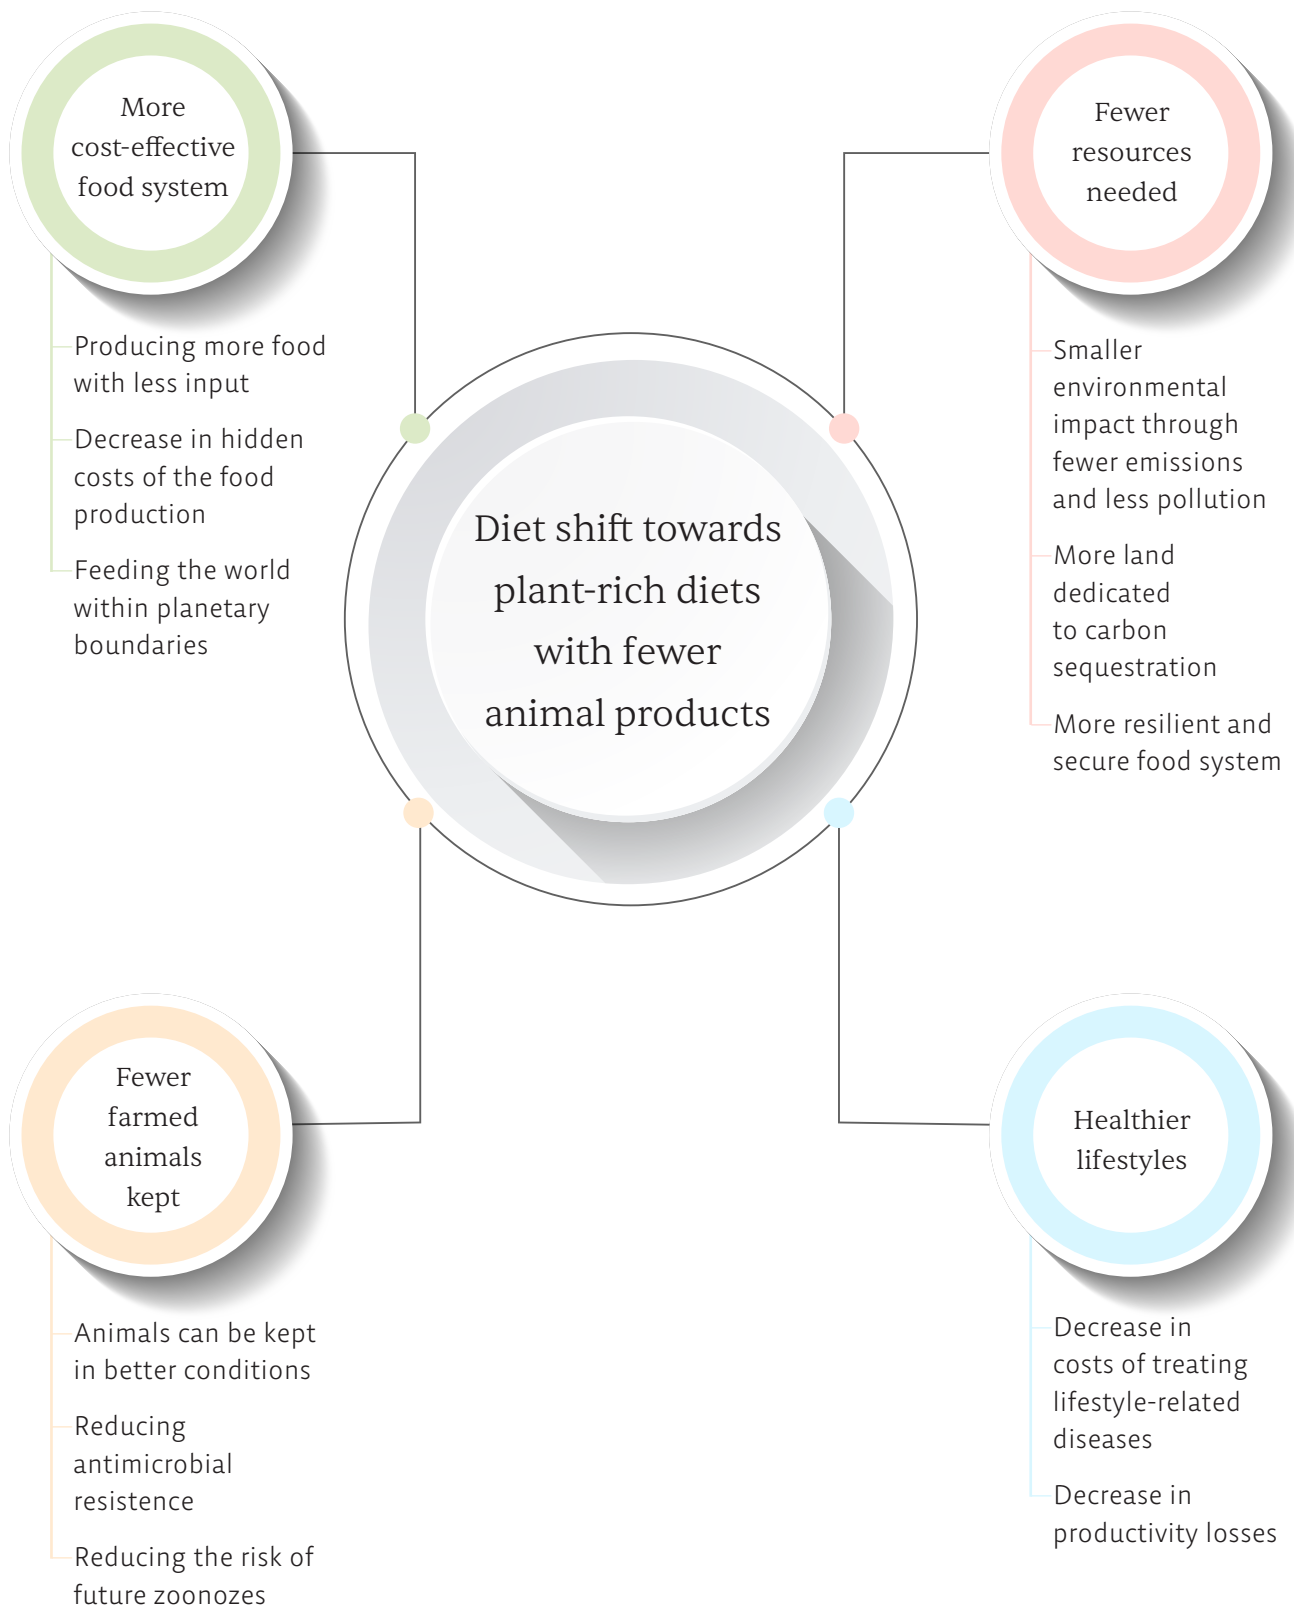 More
cost-effective
food system
Producing more food
with less input
Decrease in hidden
costs of the food
production
Feeding the world
within planetary
boundaries
Fewer
resources
needed
Smaller
environmental
impact through
fewer emissions
and less pollution
More land
dedicated
to carbon
sequestration
More resilient and
secure food system
Diet shift towards
plant-rich diets
with fewer
animal products
Fewer
farmed
animals
kept
Animals can be kept
in better conditions
Reducing
antimicrobial
resistence
Reducing the risk of
future zoonozes
Healthier
lifestyles
Decrease in
costs of treating
lifestyle-related
diseases
Decrease in
productivity losses